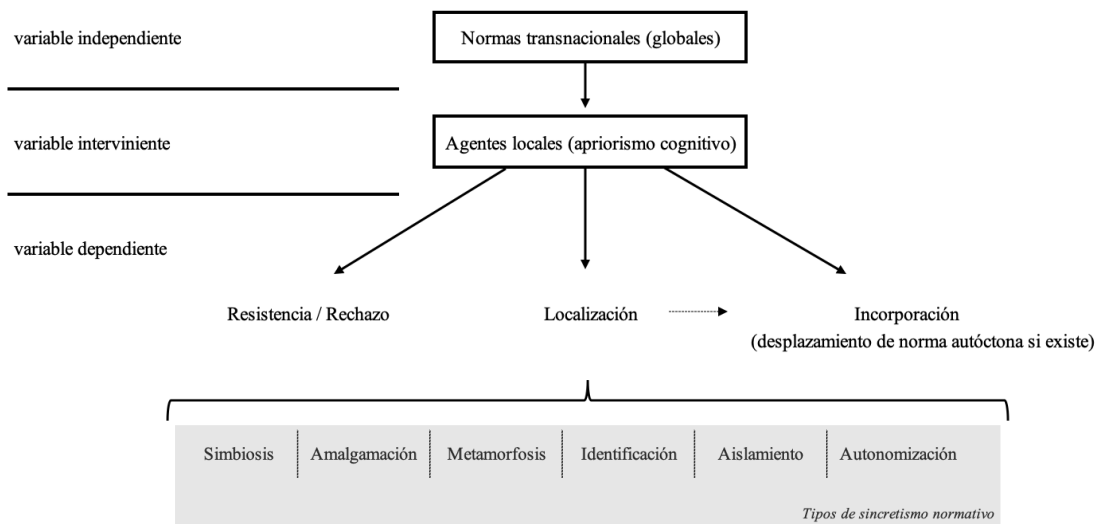 variable independiente
Normas transnacionales (globales)
variable interviniente
Agentes locales (apriorismo cognitivo)
variable dependiente
Resistencia / Rechazo
Localización
Incorporación
(desplazamiento de norma autóctona si existe)
Simbiosis
Amalgamación
Metamorfosis
Identificación
Aislamiento
Autonomización
Tipos de sincretismo normativo